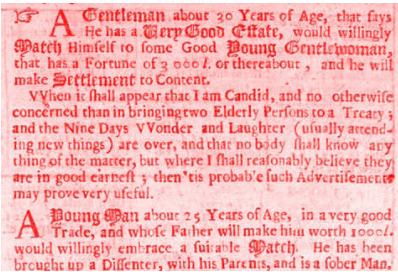 ☞ A Gentleman about 30 Years of Age, that says
He has a Very Good Estate, would willingly
Match Himself to some Good Young Gentlewoman,
that has a Fortune of 3000l. or thereabout, and he will
make Settlement to Content.
VVhen it shall appear that I am Candid, and no otherwise
concerned than in bringing two Elderly Persons to a Treaty;
and the Nine Days VVonder and Laughter (usually attend-
ing new things) are over, and that no body shall know any
thing of the matter, but where I shall reasonably believe they
are in good earnest; then 'tis probab'e such Advertisements
may prove very useful.
A Young Man about 25 Years of Age, in a very good
Trade, and whose Father will make him worth 1000l.
would willingly embrace a suitable Match. He has been
brought up a Dissenter, with his Parents, and is a sober Man,